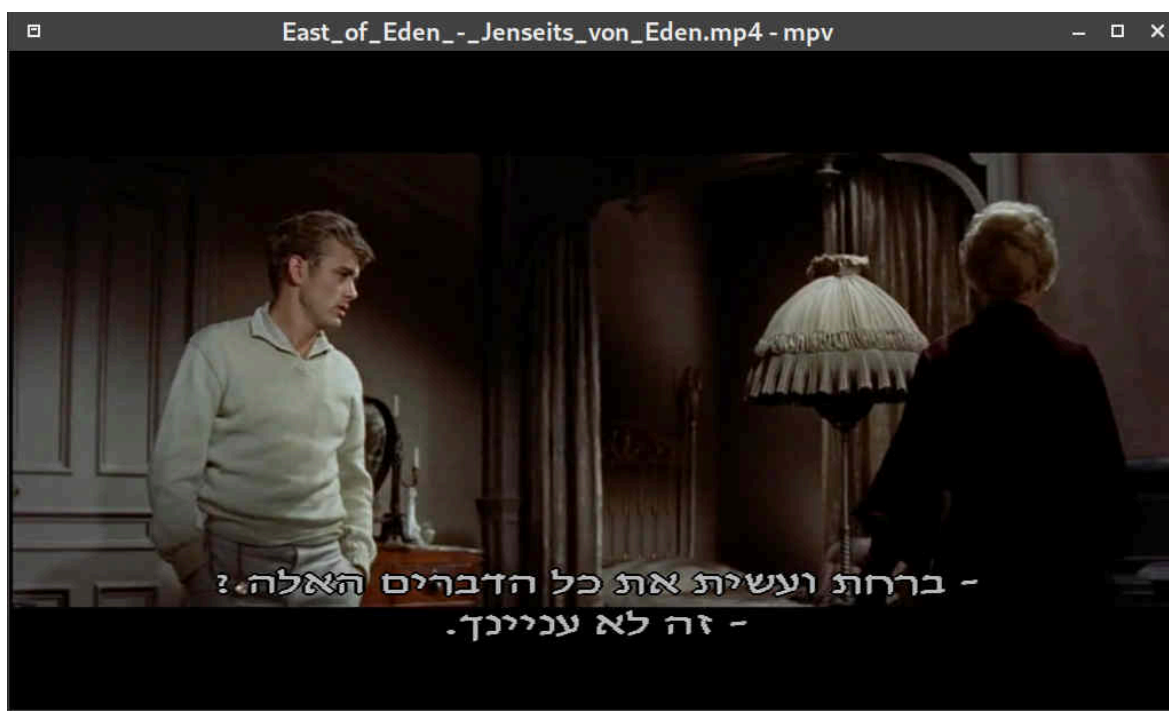 East_of_Eden_-_Jenseits_von_Eden.mp4 - mpv
- ברחת ועשית את כל הדברים האלה.?
- זה לא עניינך.